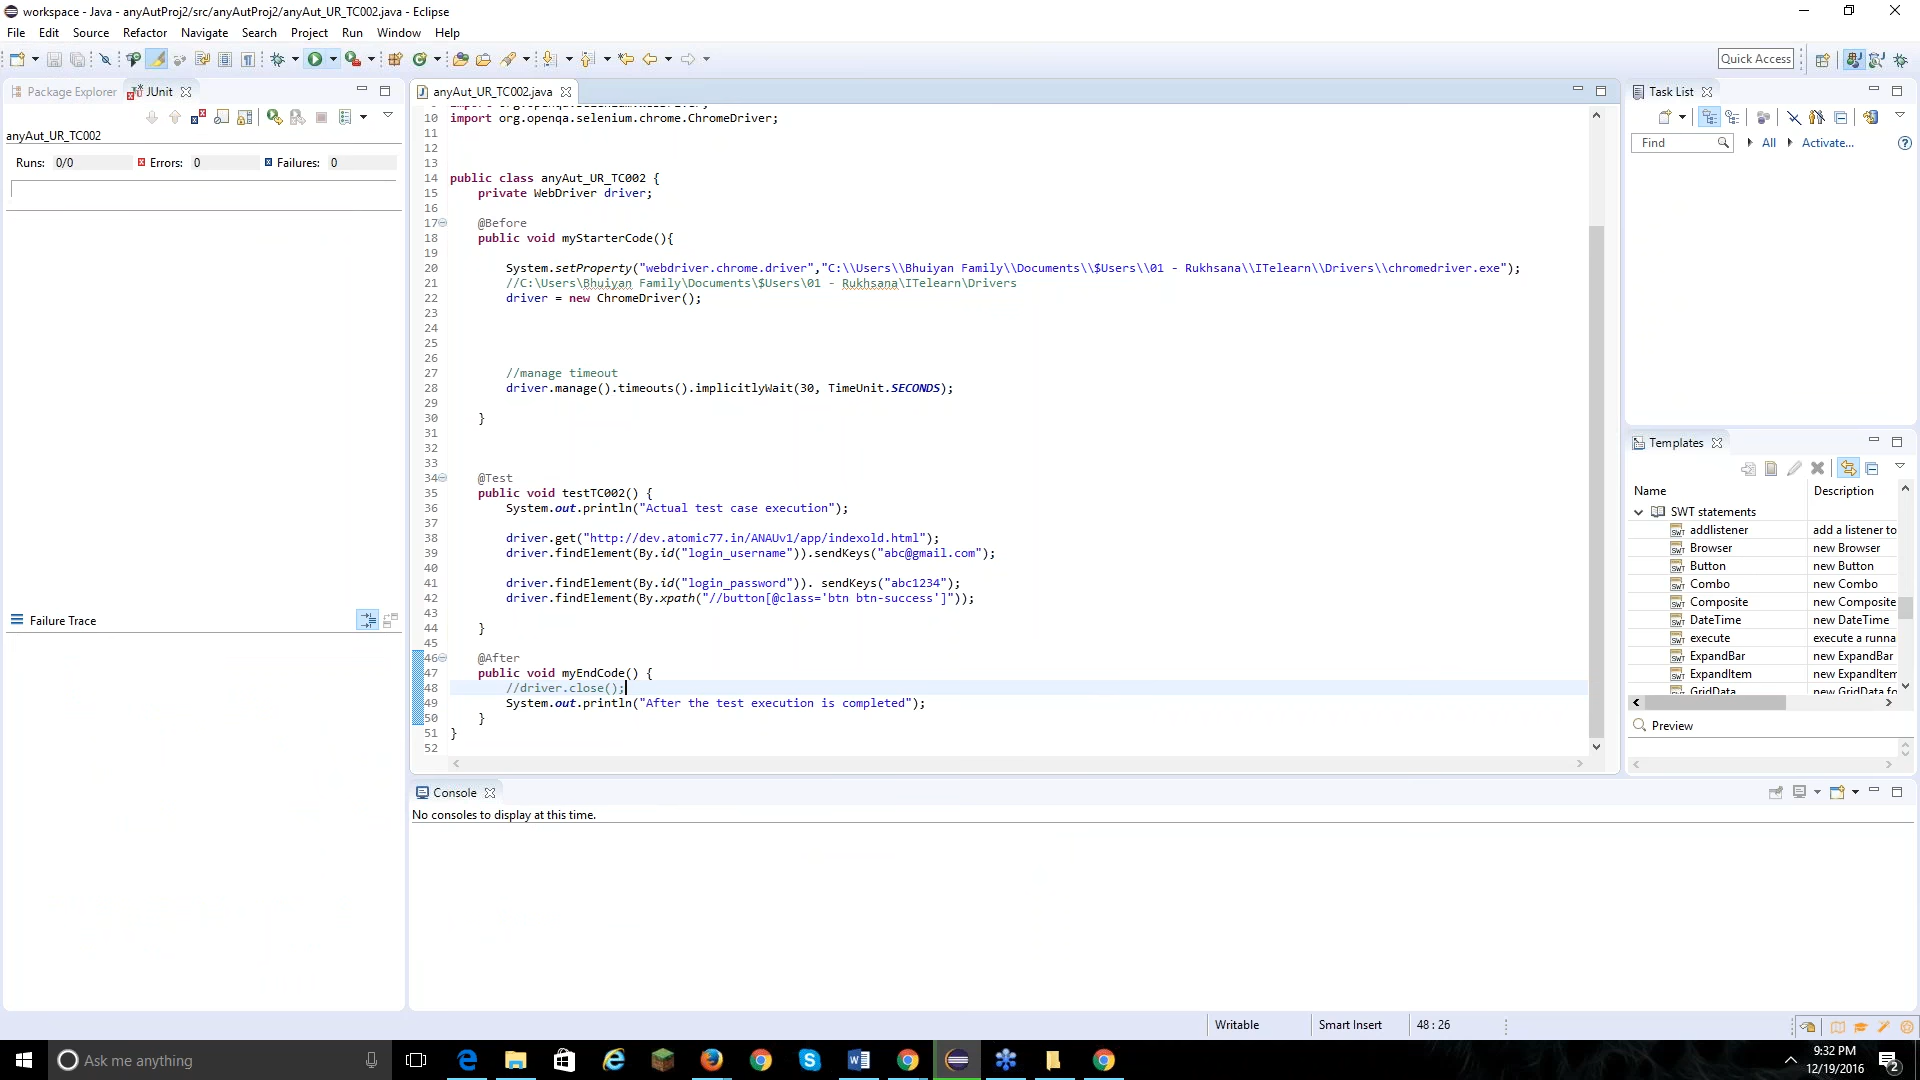 workspace - Java - anyAutProj2/src/anyAutProj2/anyAut_UR_TC002.java - Eclipse
File Edit Source Refactor Navigate Search Project Run Window Help
Quick Access
Package Explorer JUnit
anyAut_UR_TC002
Runs: 0/0 Errors: 0 Failures: 0
Failure Trace
anyAut_UR_TC002.java
10 import org.openqa.selenium.chrome.ChromeDriver;
11
12
13
14 public class anyAut_UR_TC002 {
15 private WebDriver driver;
16
17 @Before
18 public void myStarterCode(){
19
20 System.setProperty("webdriver.chrome.driver","C:\\Users\\Bhuiyan Family\\Documents\\$Users\\01 - Rukhsana\\ITelearn\\Drivers\\chromedriver.exe");
21 //C:\Users\Bhuiyan Family\Documents\$Users\01 - Rukhsana\ITelearn\Drivers
22 driver = new ChromeDriver();
23
24
25
26
27 //manage timeout
28 driver.manage().timeouts().implicitlyWait(30, TimeUnit.SECONDS);
29
30 }
31
32
33
34 @Test
35 public void testTC002() {
36 System.out.println("Actual test case execution");
37
38 driver.get("http://dev.atomic77.in/ANAUv1/app/indexold.html");
39 driver.findElement(By.id("login_username")).sendKeys("abc@gmail.com");
40
41 driver.findElement(By.id("login_password")). sendKeys("abc1234");
42 driver.findElement(By.xpath("//button[@class='btn btn-success']"));
43
44 }
45
46 @After
47 public void myEndCode() {
48 //driver.close();
49 System.out.println("After the test execution is completed");
50 }
51 }
52
Console
No consoles to display at this time.
Task List
Find All Activate...
Templates
Name Description
SWT statements
addlistener add a listener to
Browser new Browser
Button new Button
Combo new Combo
Composite new Composite
DateTime new DateTime
execute execute a runna
ExpandBar new ExpandBar
ExpandItem new ExpandItem
GridData new GridData fo
Preview
Writable Smart Insert 48 : 26
Ask me anything
9:32 PM
12/19/2016
2